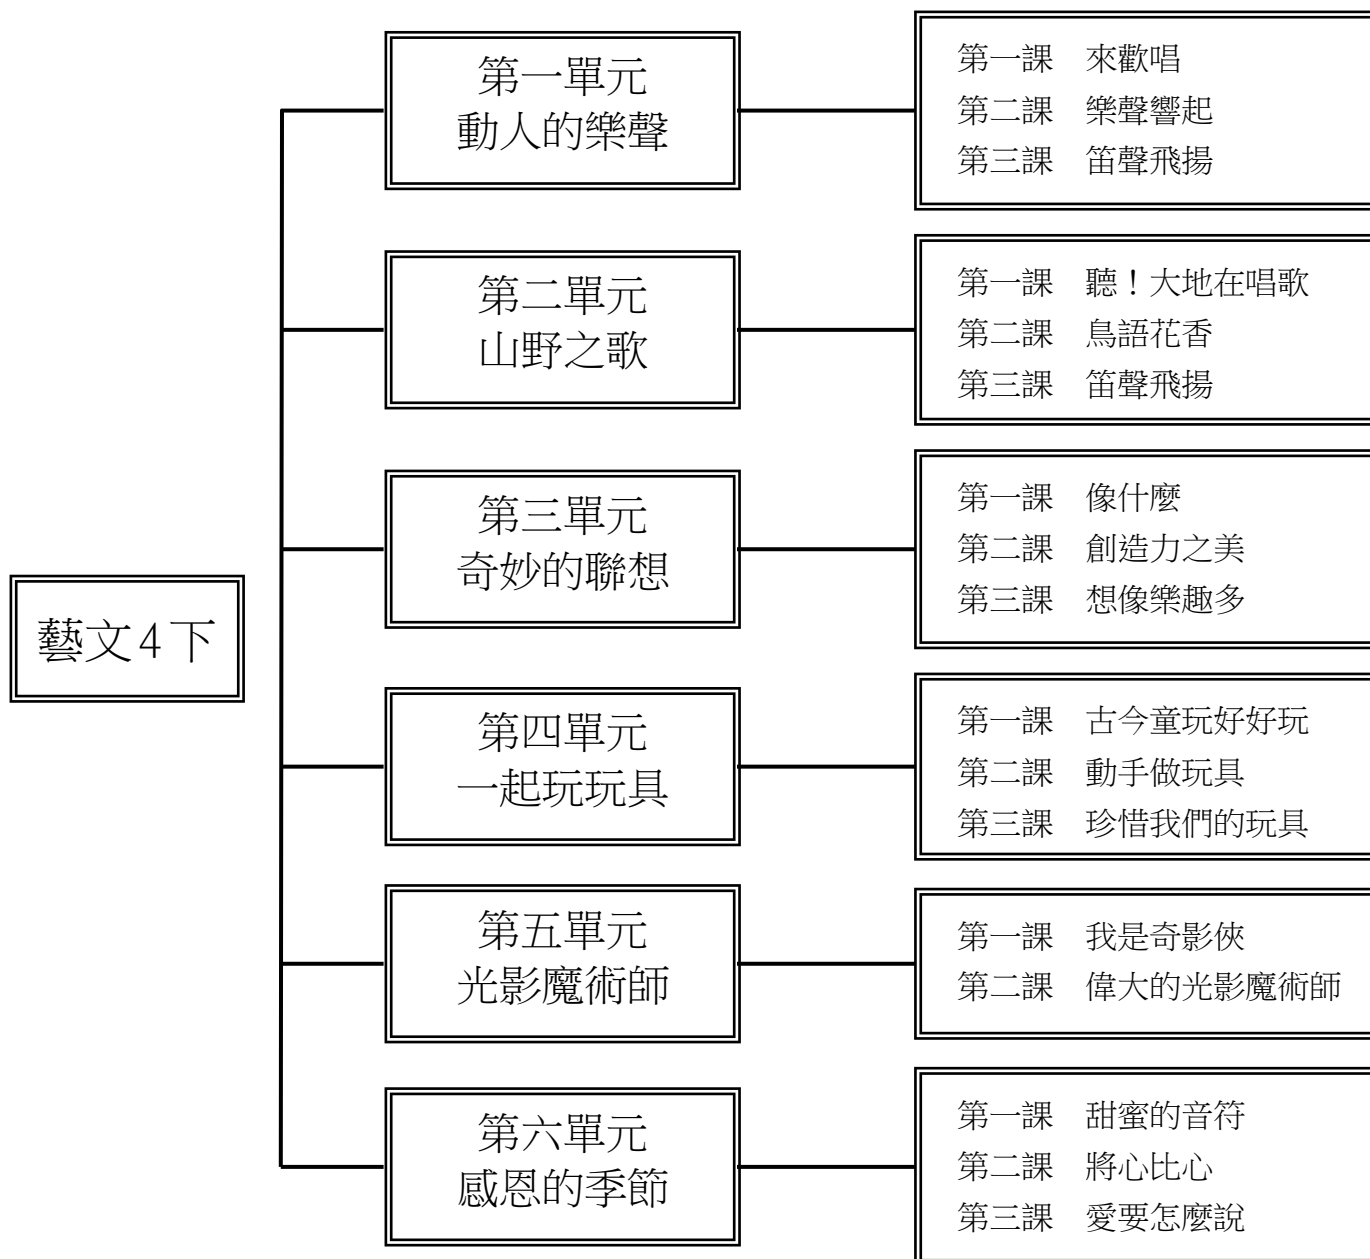 藝文4下
第一單元
動人的樂聲
第一課 來歡唱
第二課 樂聲響起
第三課 笛聲飛揚
第二單元
山野之歌
第一課 聽！大地在唱歌
第二課 鳥語花香
第三課 笛聲飛揚
第三單元
奇妙的聯想
第一課 像什麼
第二課 創造力之美
第三課 想像樂趣多
第四單元
一起玩玩具
第一課 古今童玩好好玩
第二課 動手做玩具
第三課 珍惜我們的玩具
第五單元
光影魔術師
第一課 我是奇影俠
第二課 偉大的光影魔術師
第六單元
感恩的季節
第一課 甜蜜的音符
第二課 將心比心
第三課 愛要怎麼說